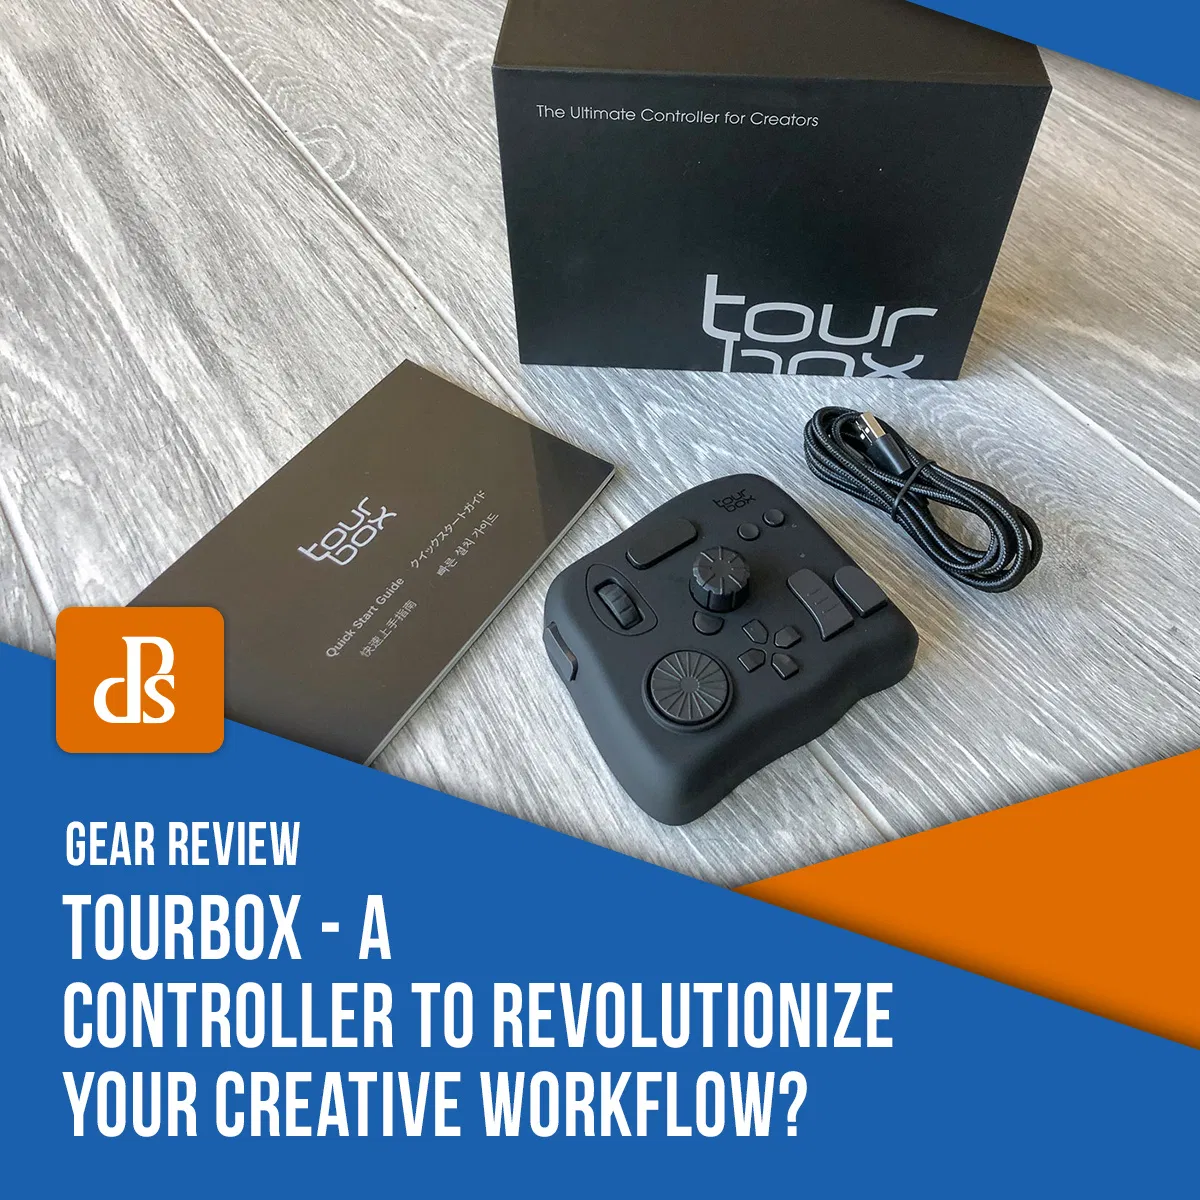 The Ultimate Controller for Creators
tour
box
tour
box
Quick Start Guide クイックスタートガイド
快速上手指南 빠른 설치 가이드
tour
box
dPs
GEAR REVIEW
TOURBOX - A
CONTROLLER TO REVOLUTIONIZE
YOUR CREATIVE WORKFLOW?